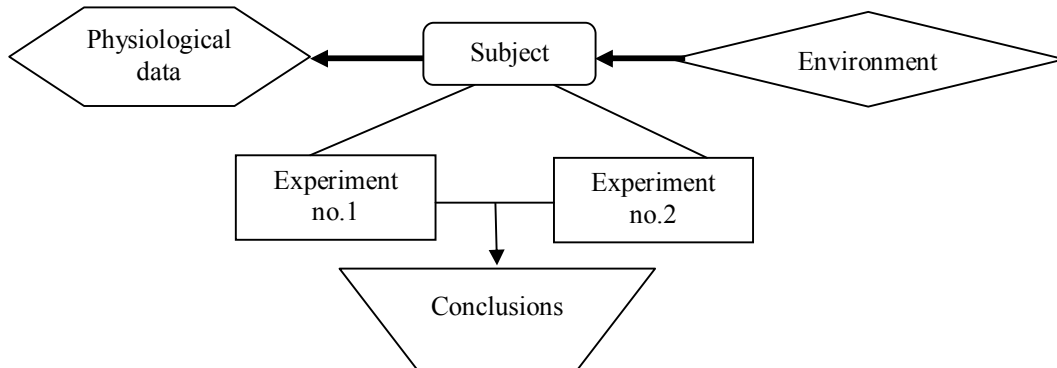 Physiological
data
Subject
Environment
Experiment
no.1
Experiment
no.2
Conclusions